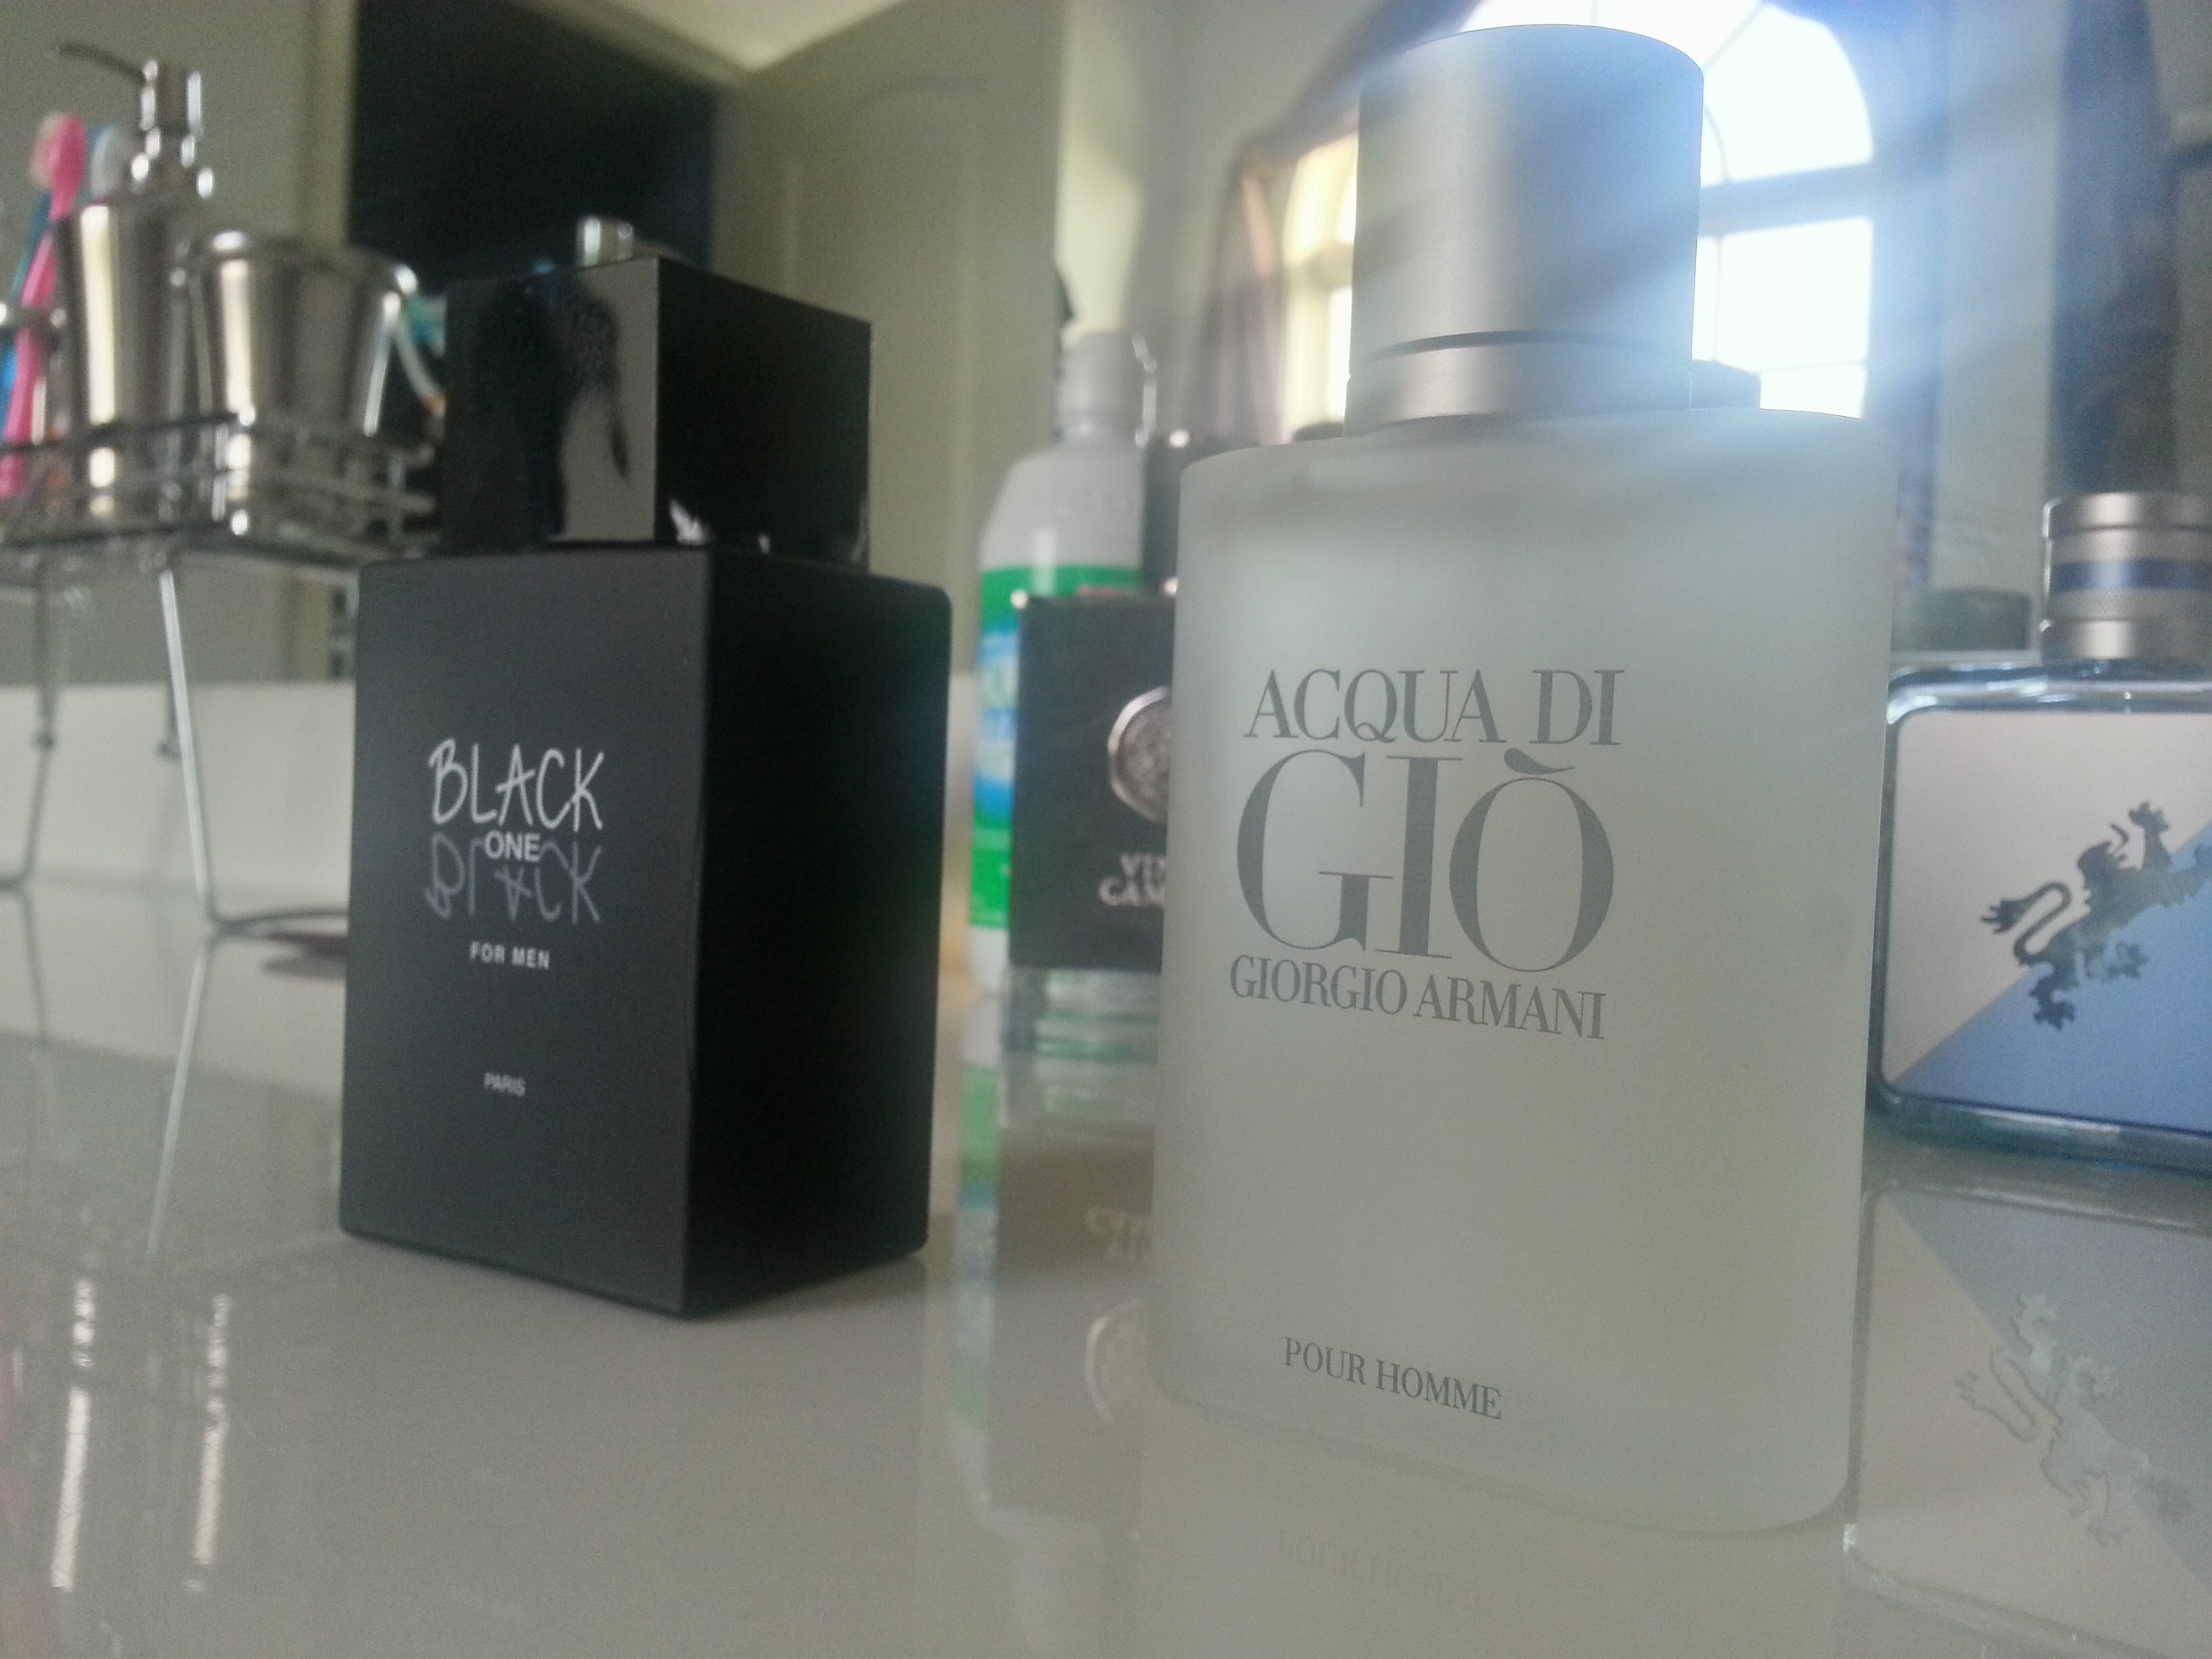 BLACK
ONE
BLACK
FOR MEN
PARIS
ACQUA DI
GIÒ
GIORGIO ARMANI
POUR HOMME